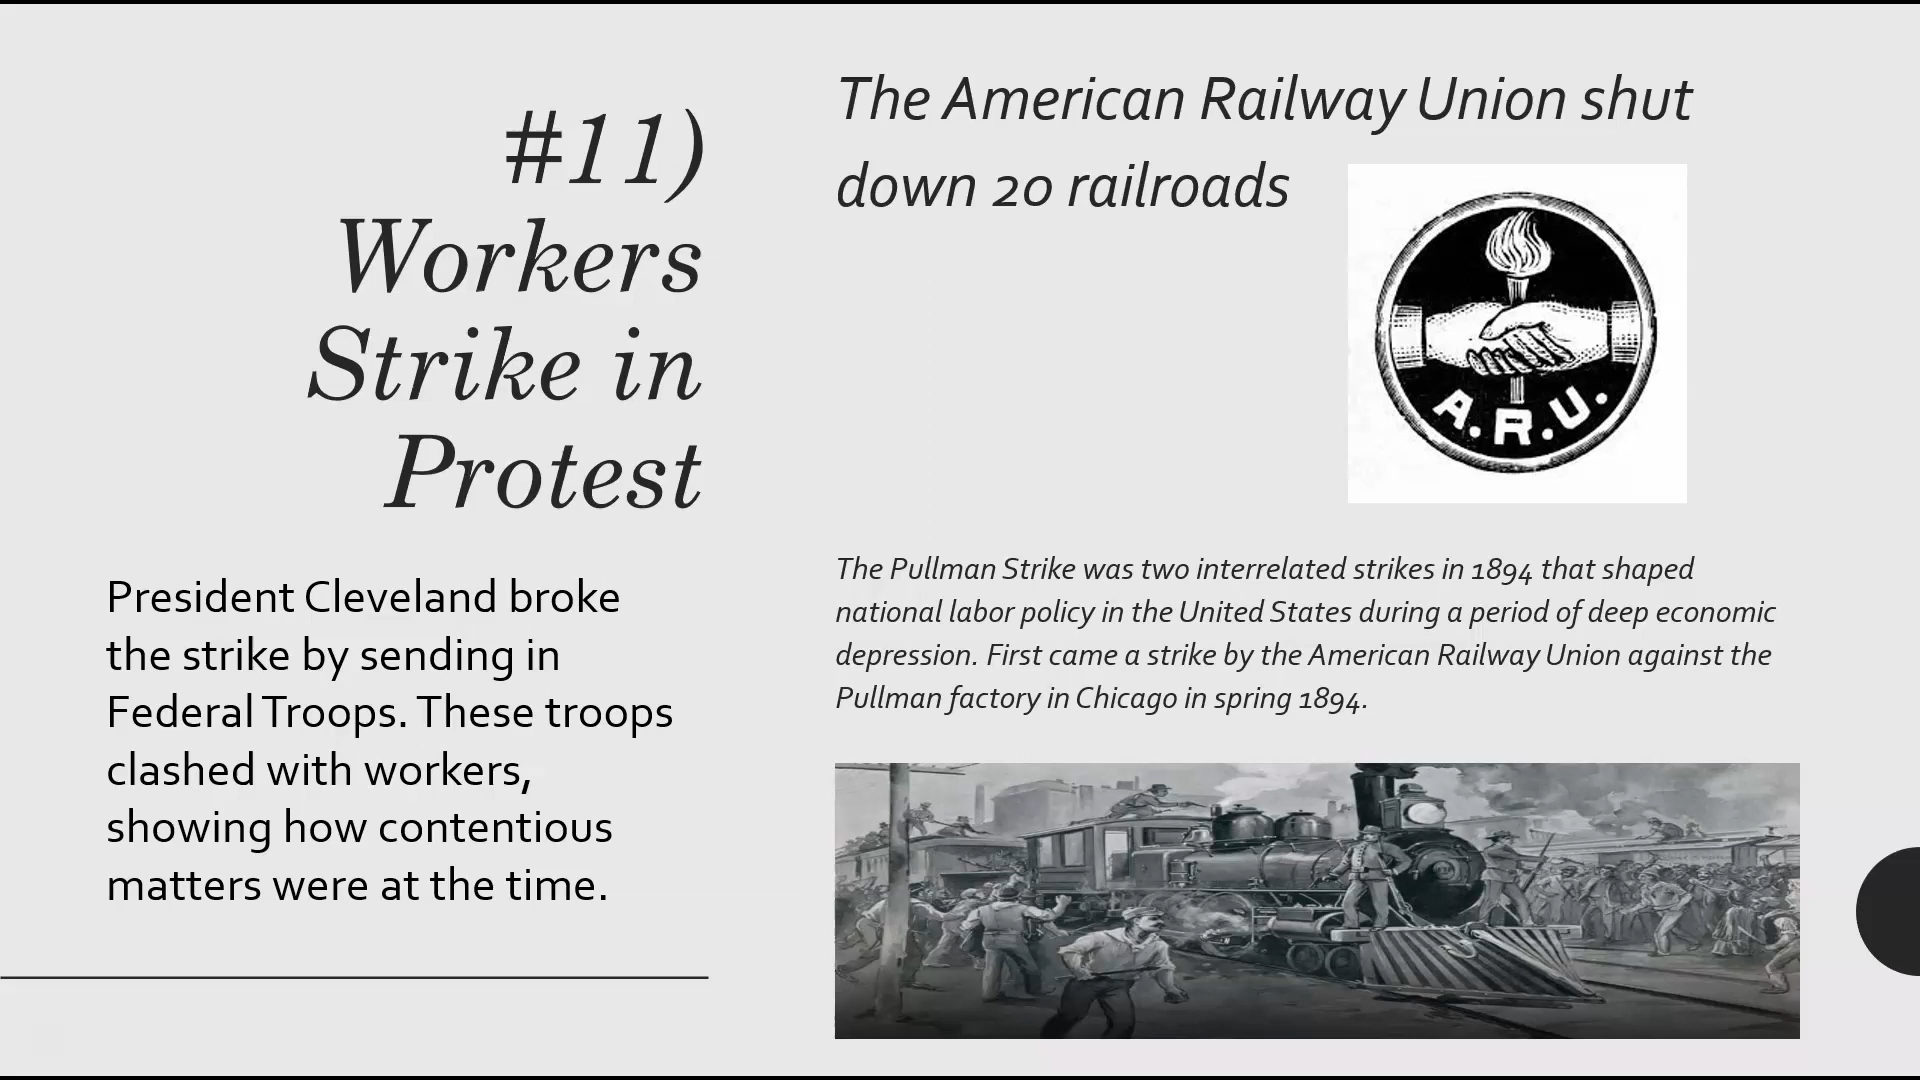 #11)
Workers
Strike in
Protest
President Cleveland broke
the strike by sending in
Federal Troops. These troops
clashed with workers,
showing how contentious
matters were at the time.
The American Railway Union shut
down 20 railroads
A.R.U.
The Pullman Strike was two interrelated strikes in 1894 that shaped
national labor policy in the United States during a period of deep economic
depression. First came a strike by the American Railway Union against the
Pullman factory in Chicago in spring 1894.